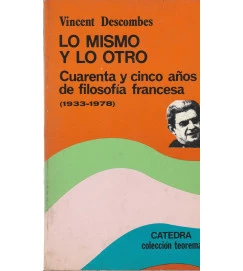 Vincent Descombes
LO MISMO
Y LO OTRO
Cuarenta y cinco años
de filosofía francesa
(1933-1978)
CATEDRA
colección teorema